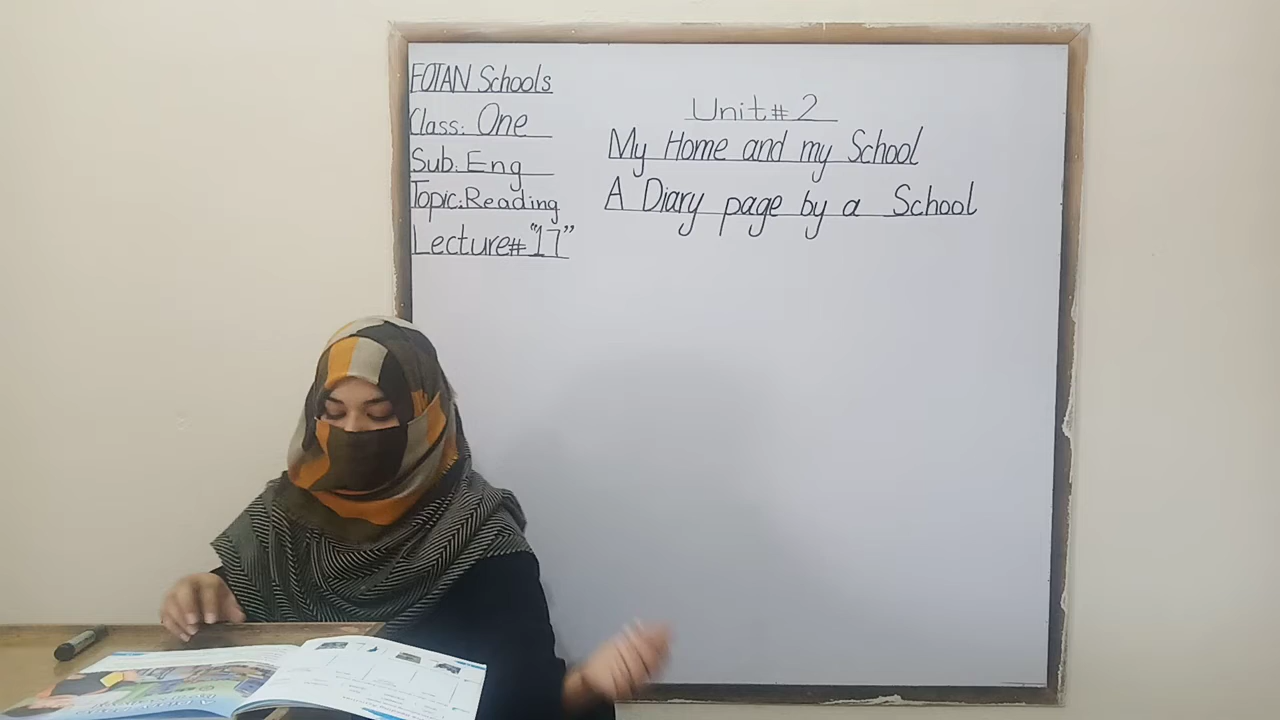 FOTAN Schools
Class: One
Sub: Eng
Topic: Reading
Lecture# "17"
Unit# 2
My Home and my School
A Diary page by a School